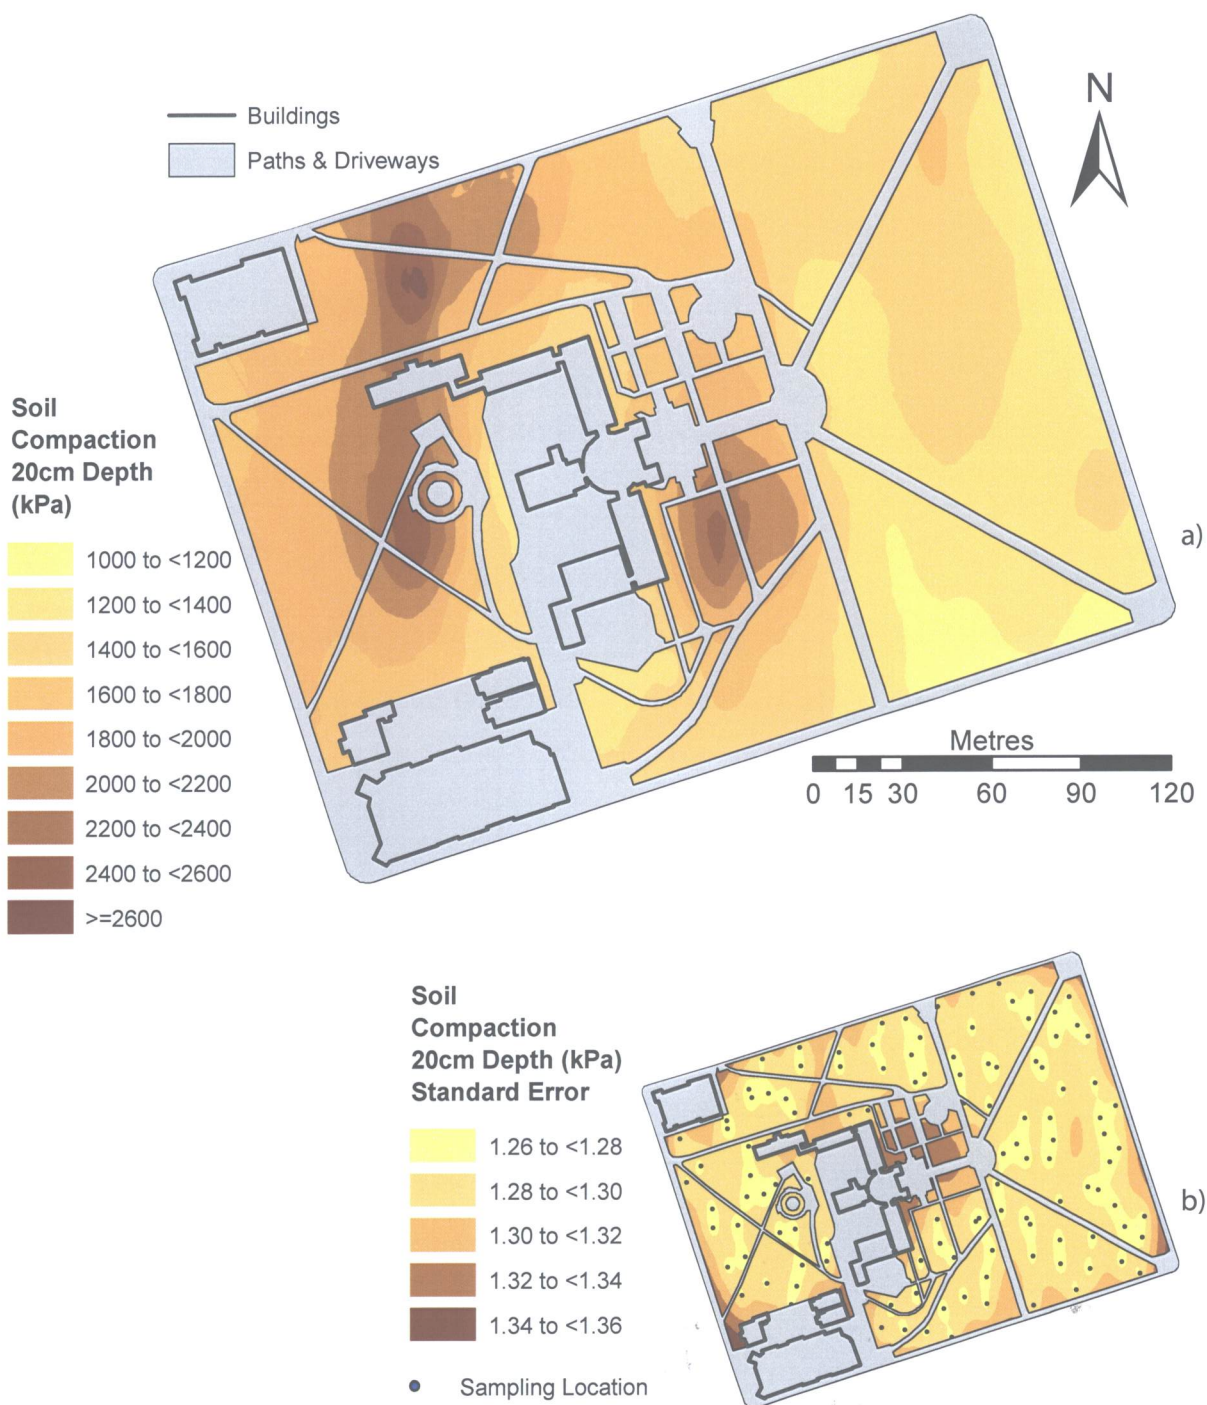 Buildings
Paths & Driveways
N
Soil
Compaction
20cm Depth
(kPa)
1000 to <1200
1200 to <1400
1400 to <1600
1600 to <1800
1800 to <2000
2000 to <2200
2200 to <2400
2400 to <2600
>=2600
a)
Metres
0 15 30 60 90 120
Soil
Compaction
20cm Depth (kPa)
Standard Error
1.26 to <1.28
1.28 to <1.30
1.30 to <1.32
1.32 to <1.34
1.34 to <1.36
Sampling Location
b)